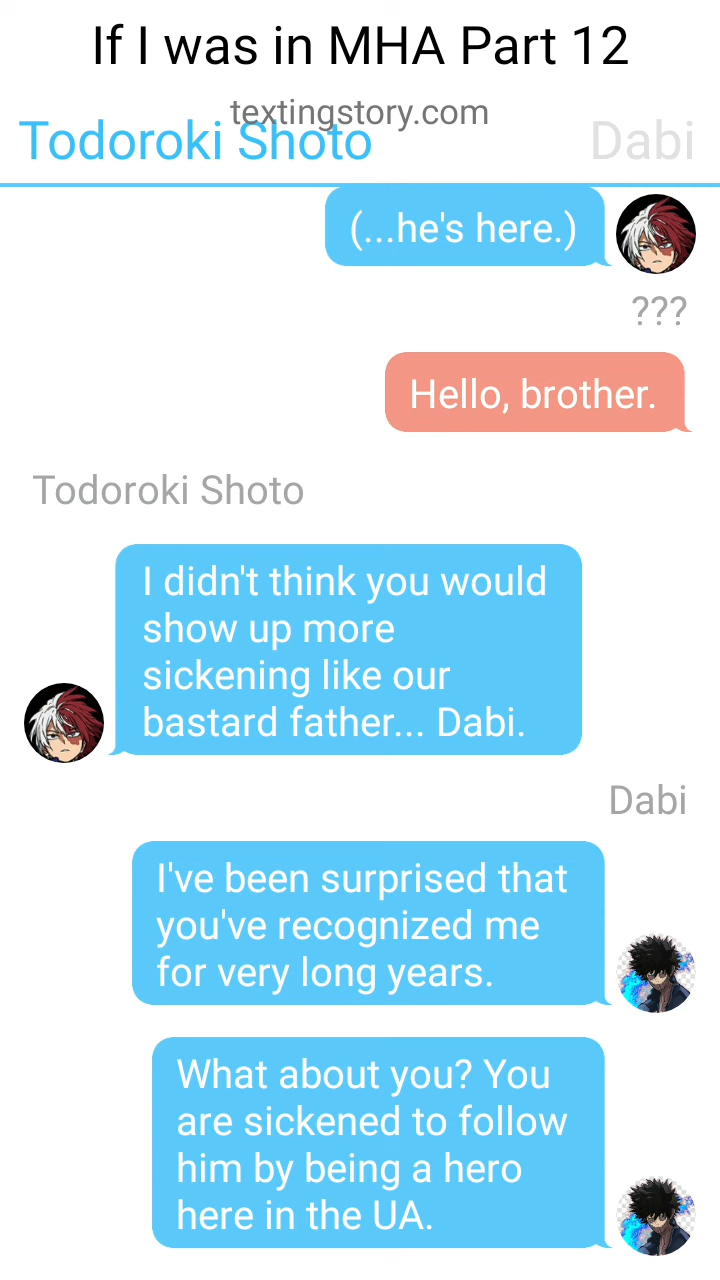 If I was in MHA Part 12
textingstory.com
Todoroki Shoto Dabi
(...he's here.)
???
Hello, brother.
Todoroki Shoto
I didn't think you would
show up more
sickening like our
bastard father... Dabi.
Dabi
I've been surprised that
you've recognized me
for very long years.
What about you? You
are sickened to follow
him by being a hero
here in the UA.